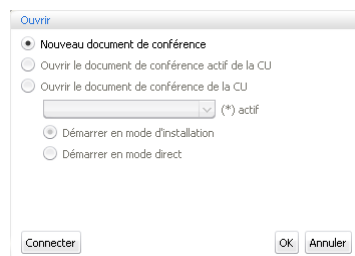 Ouvrir
Nouveau document de conférence
Ouvrir le document de conférence actif de la CU
Ouvrir le document de conférence de la CU
(*) actif
Démarrer en mode d'installation
Démarrer en mode direct
Connecter OK Annuler